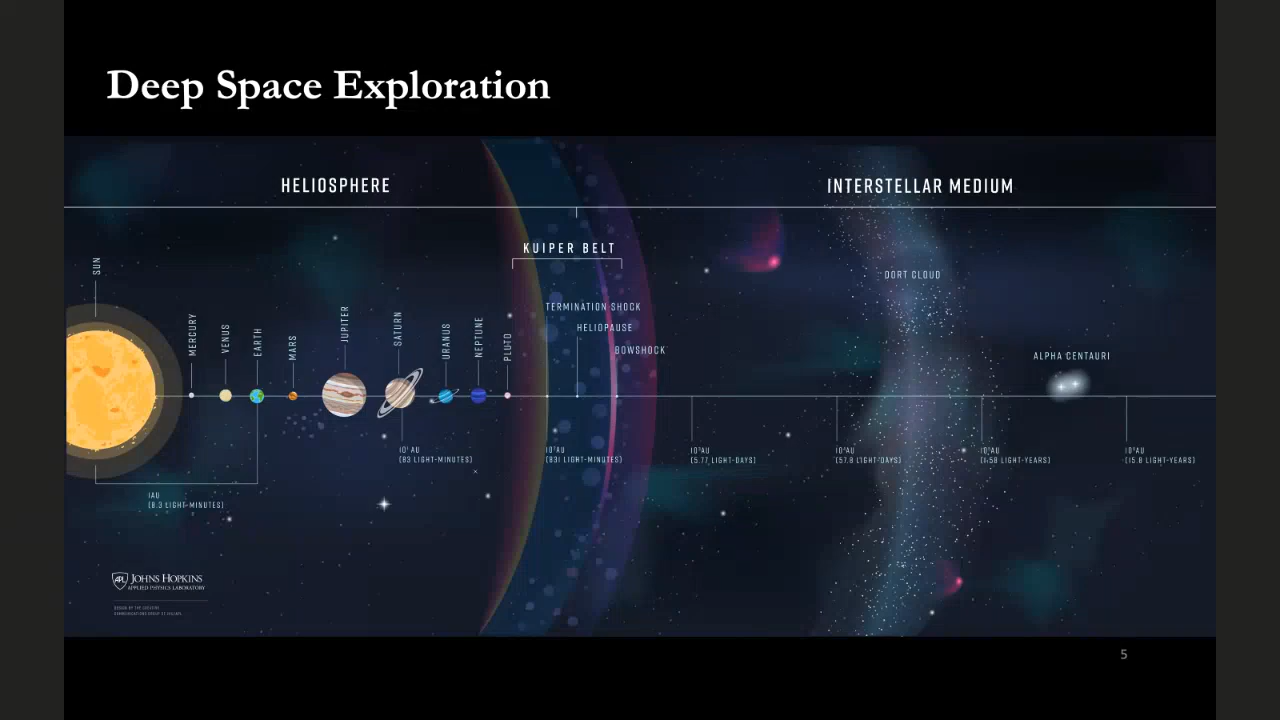 Deep Space Exploration
HELIOSPHERE
INTERSTELLAR MEDIUM
KUIPER BELT
SUN
MERCURY
VENUS
EARTH
MARS
JUPITER
SATURN
URANUS
NEPTUNE
PLUTO
TERMINATION SHOCK
HELIOPAUSE
BOWSHOCK
OORT CLOUD
ALPHA CENTAURI
10¹ AU
(83 LIGHT-MINUTES)
10² AU
(831 LIGHT-MINUTES)
10³ AU
(5.77 LIGHT-DAYS)
10⁴ AU
(57.8 LIGHT-DAYS)
AU
(1.58 LIGHT-YEARS)
AU
(15.8 LIGHT-YEARS)
1AU
(8.3 LIGHT-MINUTES)
APL JOHNS HOPKINS
APPLIED PHYSICS LABORATORY
5